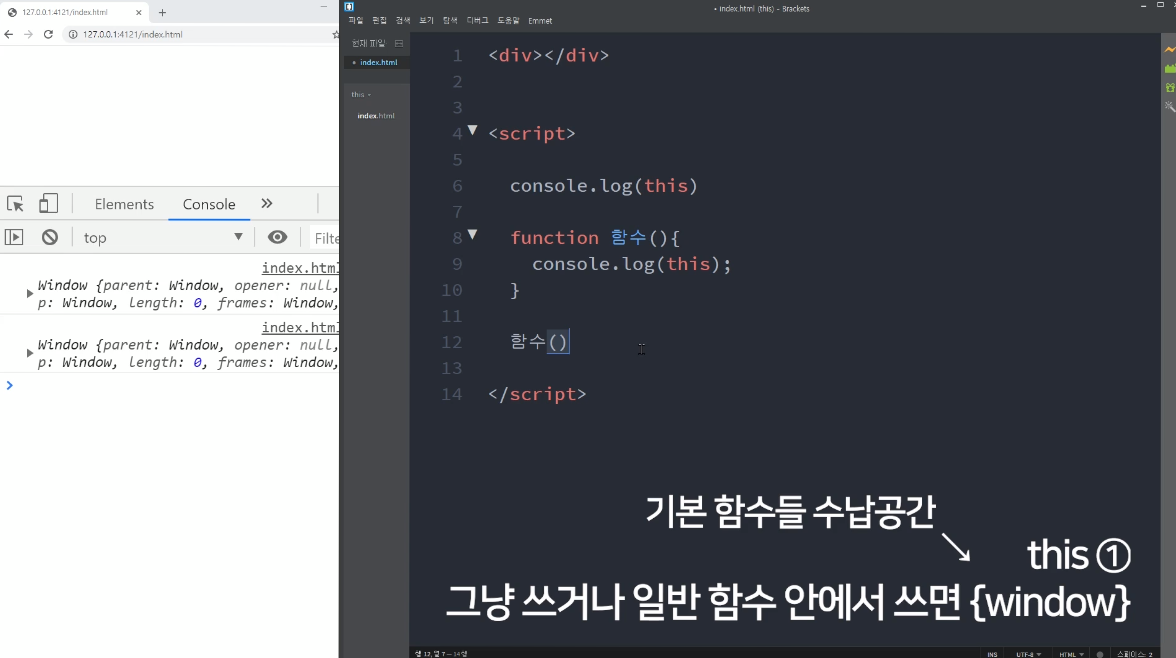 127.0.0.1:4121/index.html
127.0.0.1:4121/index.html
Elements Console »
top
Filte
index.html
Window {parent: Window, opener: null,
p: Window, length: 0, frames: Window,
index.html
Window {parent: Window, opener: null,
p: Window, length: 0, frames: Window,
• index.html (this) - Brackets
파일 편집 검색 보기 탐색 디버그 도움말 Emmet
현재 파일
• index.html
this
index.html
1 <div></div>
2
3
4 <script>
5
6 console.log(this)
7
8 function 함수(){
9 console.log(this);
10 }
11
12 함수()
13
14 </script>
기본 함수들 수납공간
this ①
그냥 쓰거나 일반 함수 안에서 쓰면 {window}
행 12, 열 7 — 14 행
INS UTF-8 HTML 스페이스: 2